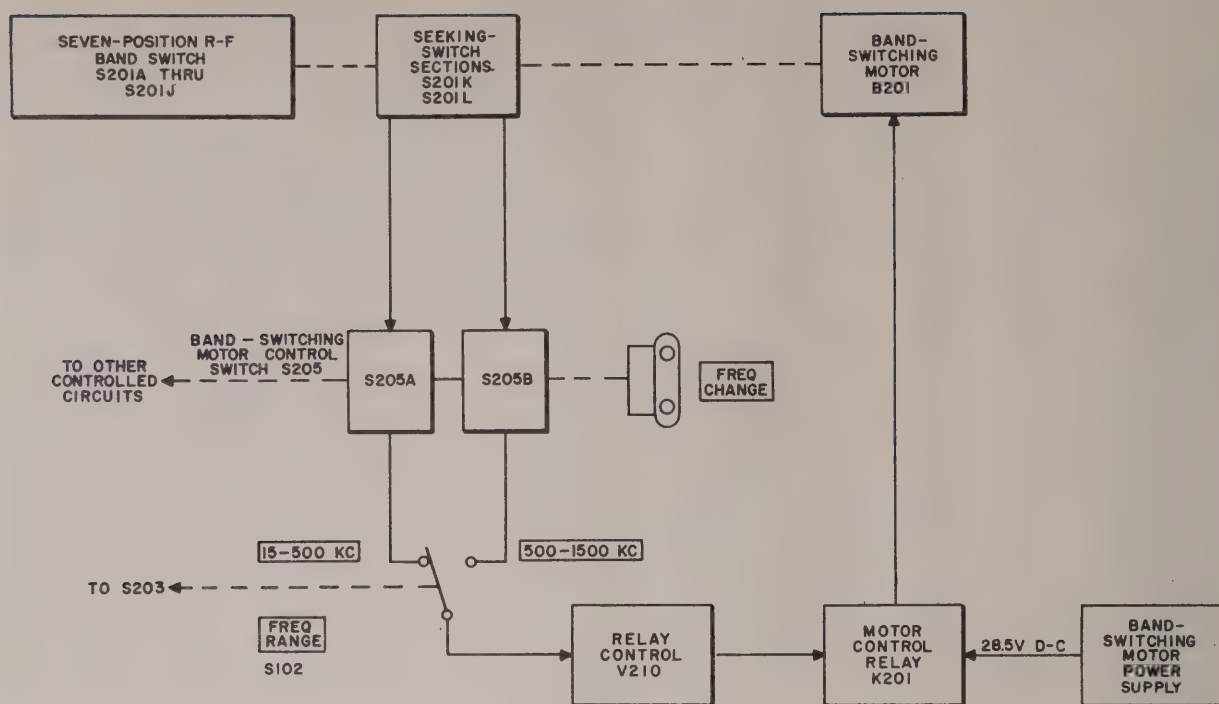 SEVEN-POSITION R-F
BAND SWITCH
S201A THRU
S201J
SEEKING-
SWITCH
SECTIONS.
S201K
S201L
BAND-
SWITCHING
MOTOR
B201
TO OTHER
CONTROLLED
CIRCUITS
BAND-SWITCHING
MOTOR CONTROL
SWITCH S205
S205A
S205B
FREQ
CHANGE
15-500 KC
500-1500 KC
TO S203
FREQ
RANGE
S102
RELAY
CONTROL
V210
MOTOR
CONTROL
RELAY
K201
28.5V D-C
BAND-
SWITCHING
MOTOR
POWER
SUPPLY